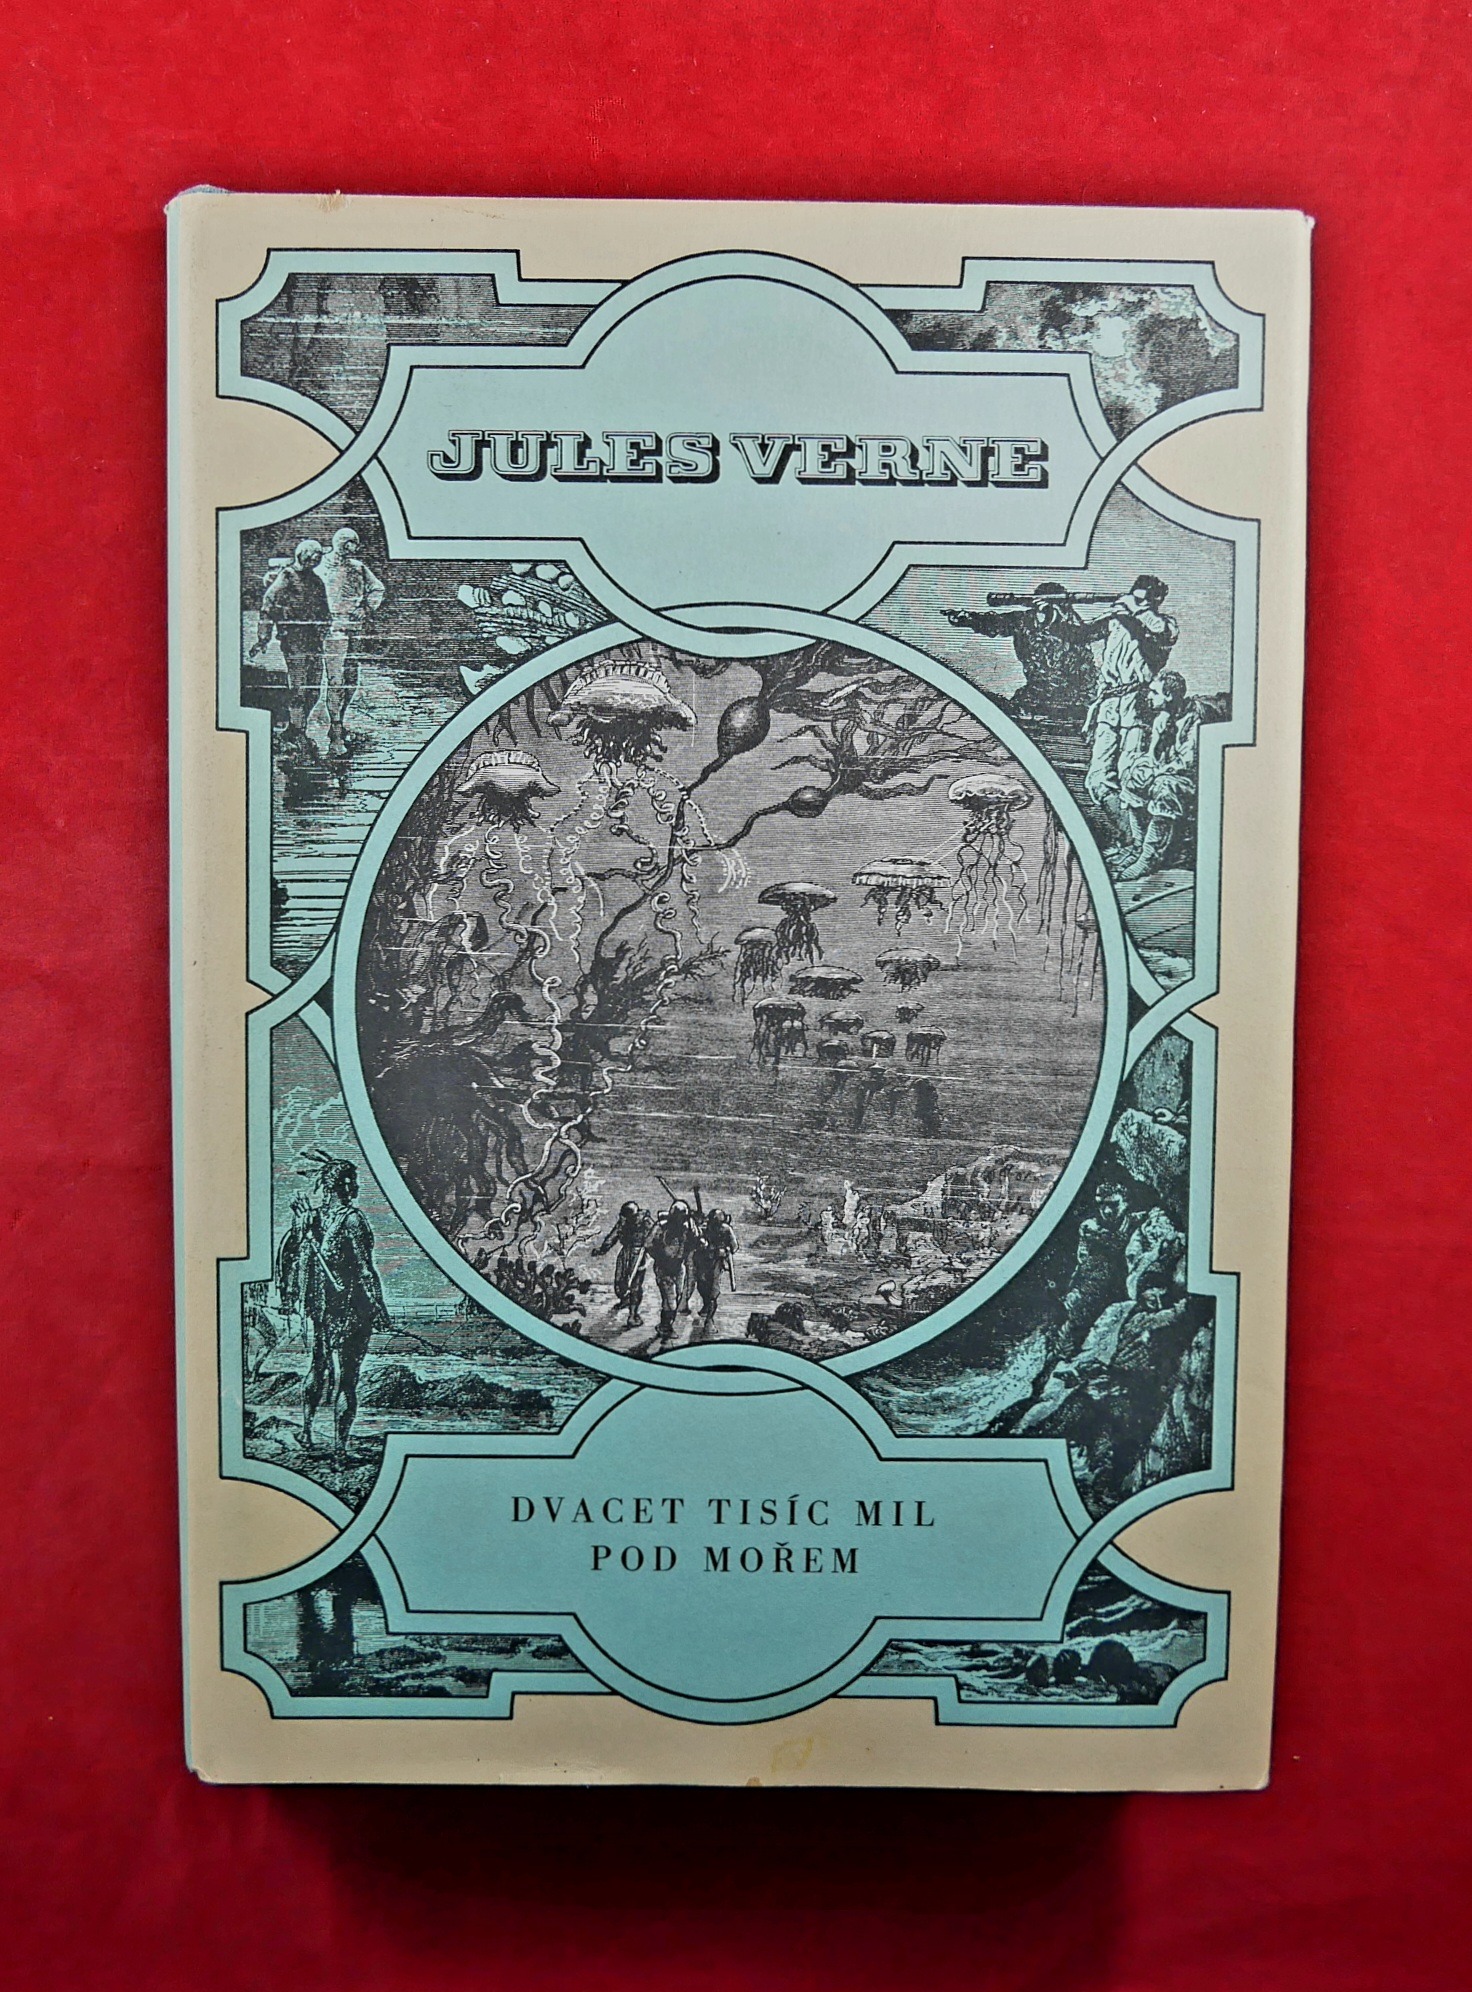 JULES VERNE
DVACET TISÍC MIL
POD MOŘEM